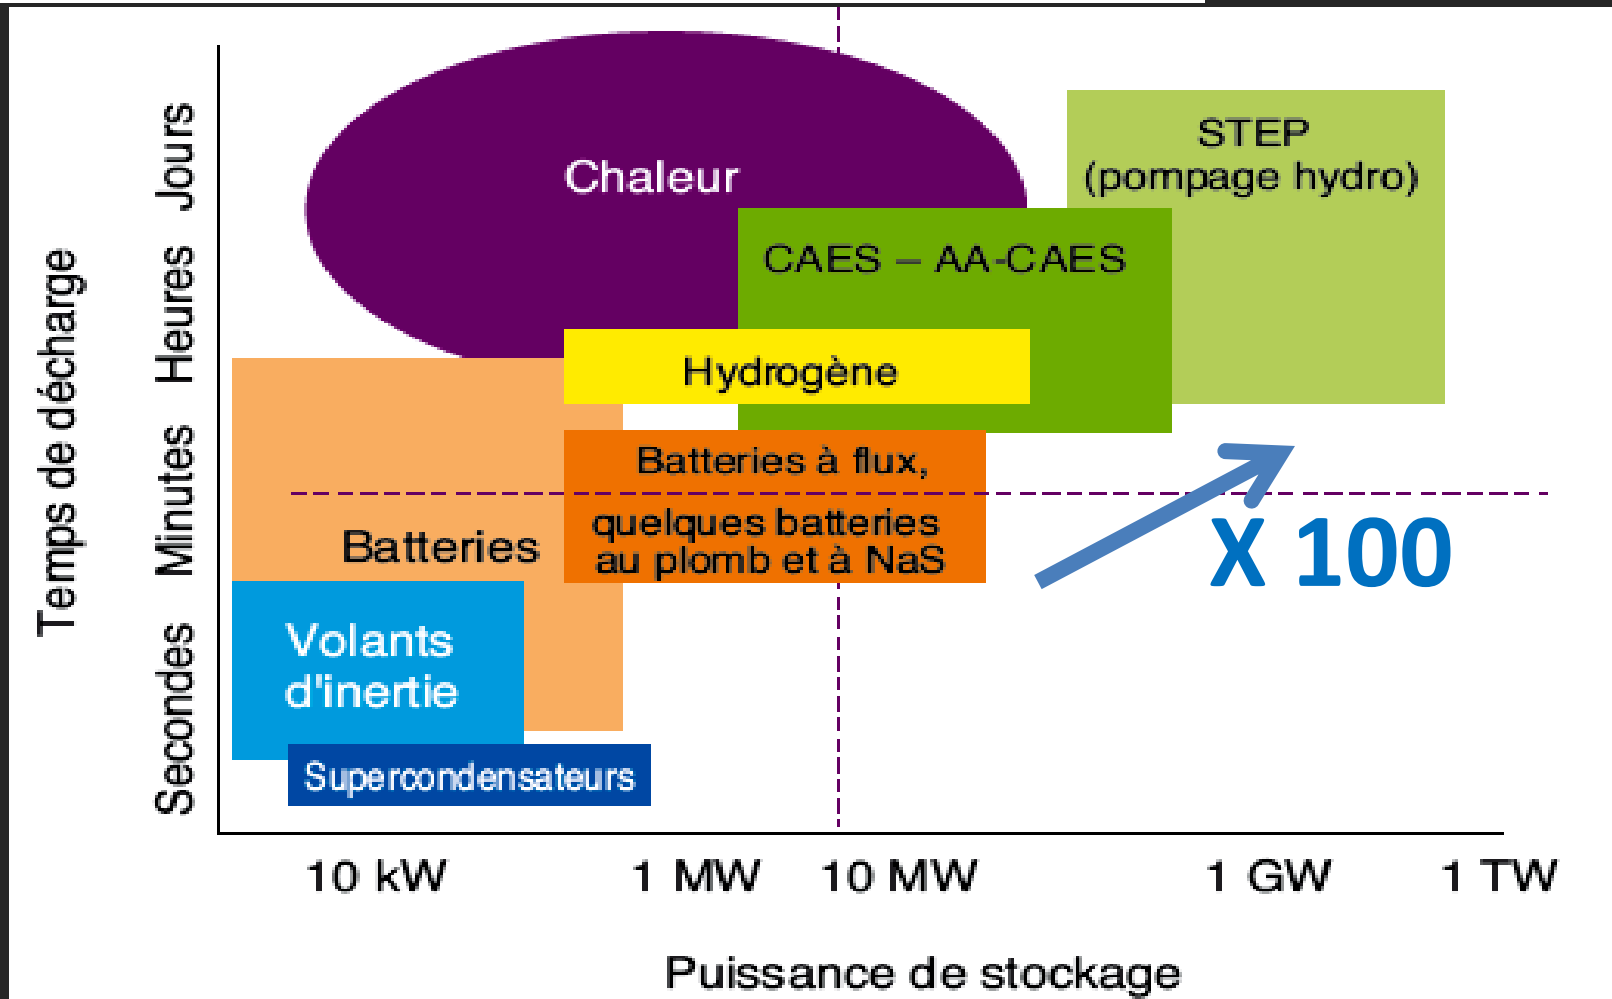 Temps de décharge
Jours
Heures
Minutes
Secondes
Chaleur
STEP
(pompage hydro)
CAES – AA-CAES
Hydrogène
Batteries à flux,
quelques batteries
au plomb et à NaS
Batteries
X 100
Volants
d'inertie
Supercondensateurs
10 kW
1 MW
10 MW
1 GW
1 TW
Puissance de stockage